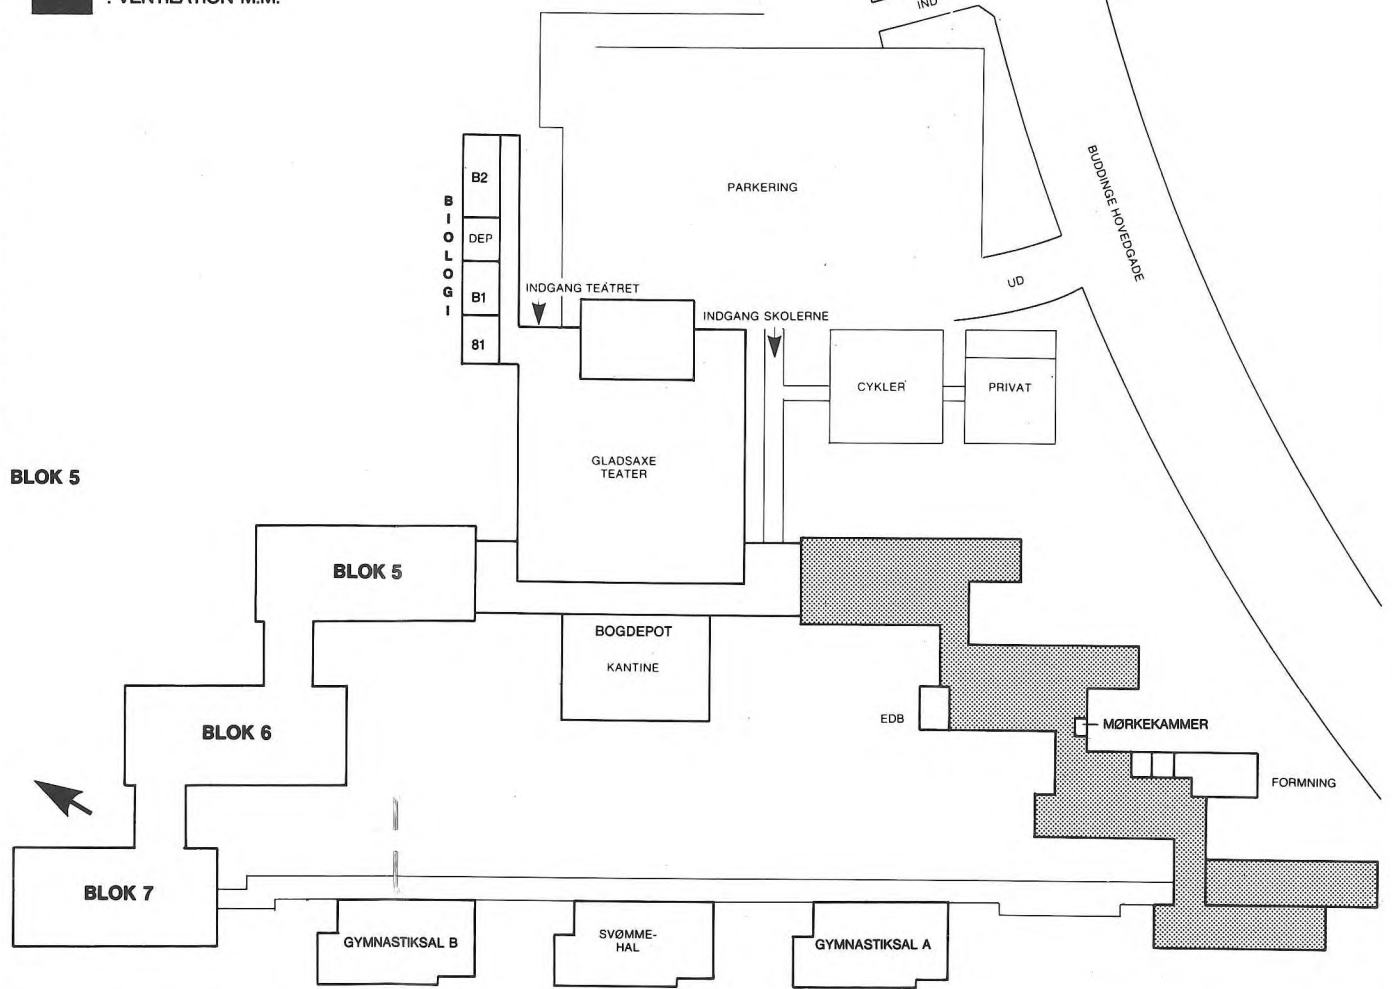 : VENTILATION M.M.
IND
BUDDINGE HOVEDGADE
PARKERING
BIOLOGI
B2
DEP
B1
81
INDGANG TEATRET
INDGANG SKOLERNE
UD
CYKLER
PRIVAT
GLADSAXE
TEATER
BLOK 5
BLOK 5
BOGDEPOT
KANTINE
EDB
MØRKEKAMMER
BLOK 6
FORMNING
BLOK 7
GYMNASTIKSAL B
SVØMME-
HAL
GYMNASTIKSAL A